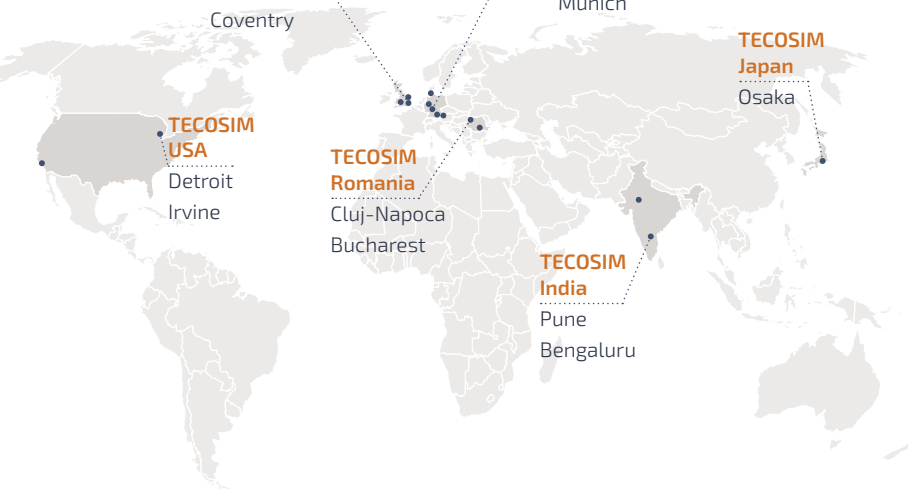 Coventry
Munich
TECOSIM
Japan
Osaka
TECOSIM
USA
Detroit
Irvine
TECOSIM
Romania
Cluj-Napoca
Bucharest
TECOSIM
India
Pune
Bengaluru